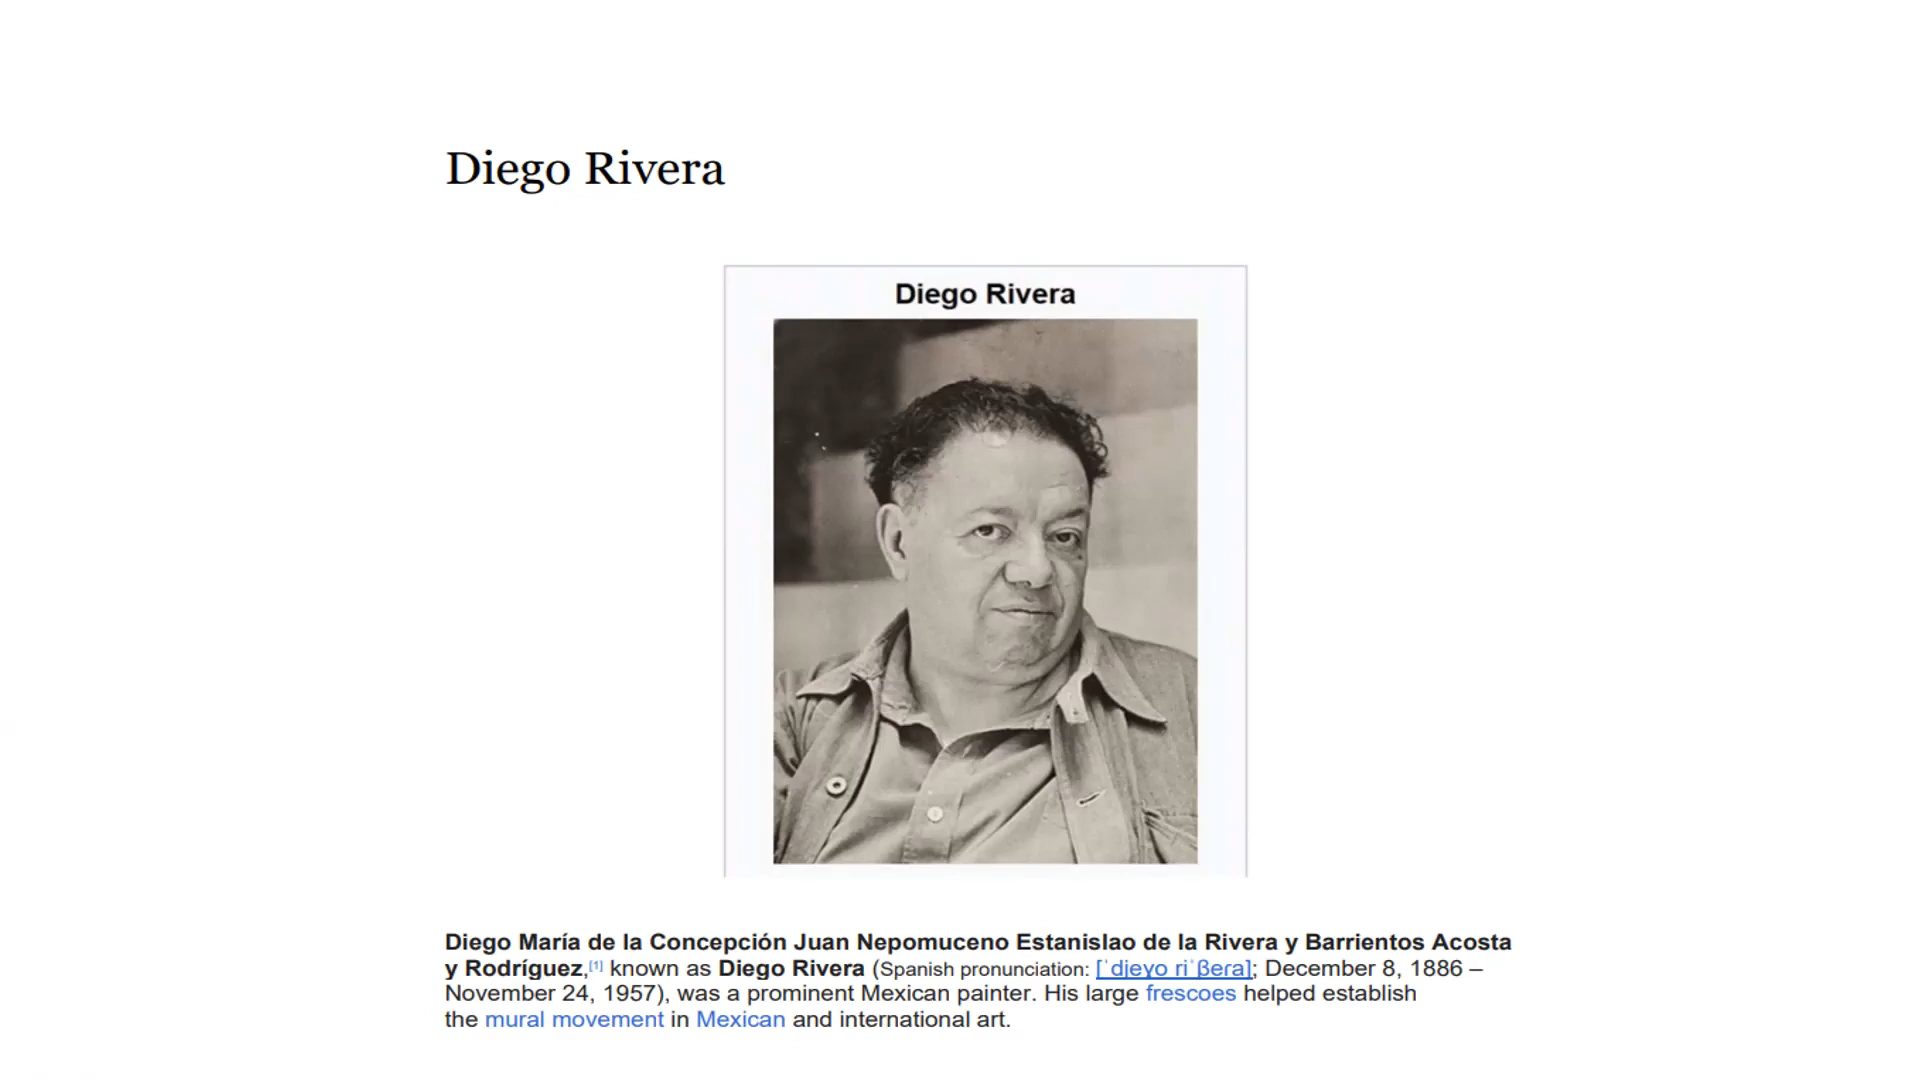 Diego Rivera
Diego Rivera
Diego María de la Concepción Juan Nepomuceno Estanislao de la Rivera y Barrientos Acosta
y Rodríguez,[1] known as Diego Rivera (Spanish pronunciation: [ˈdjeɣo riˈβeɾa]; December 8, 1886 –
November 24, 1957), was a prominent Mexican painter. His large frescoes helped establish
the mural movement in Mexican and international art.